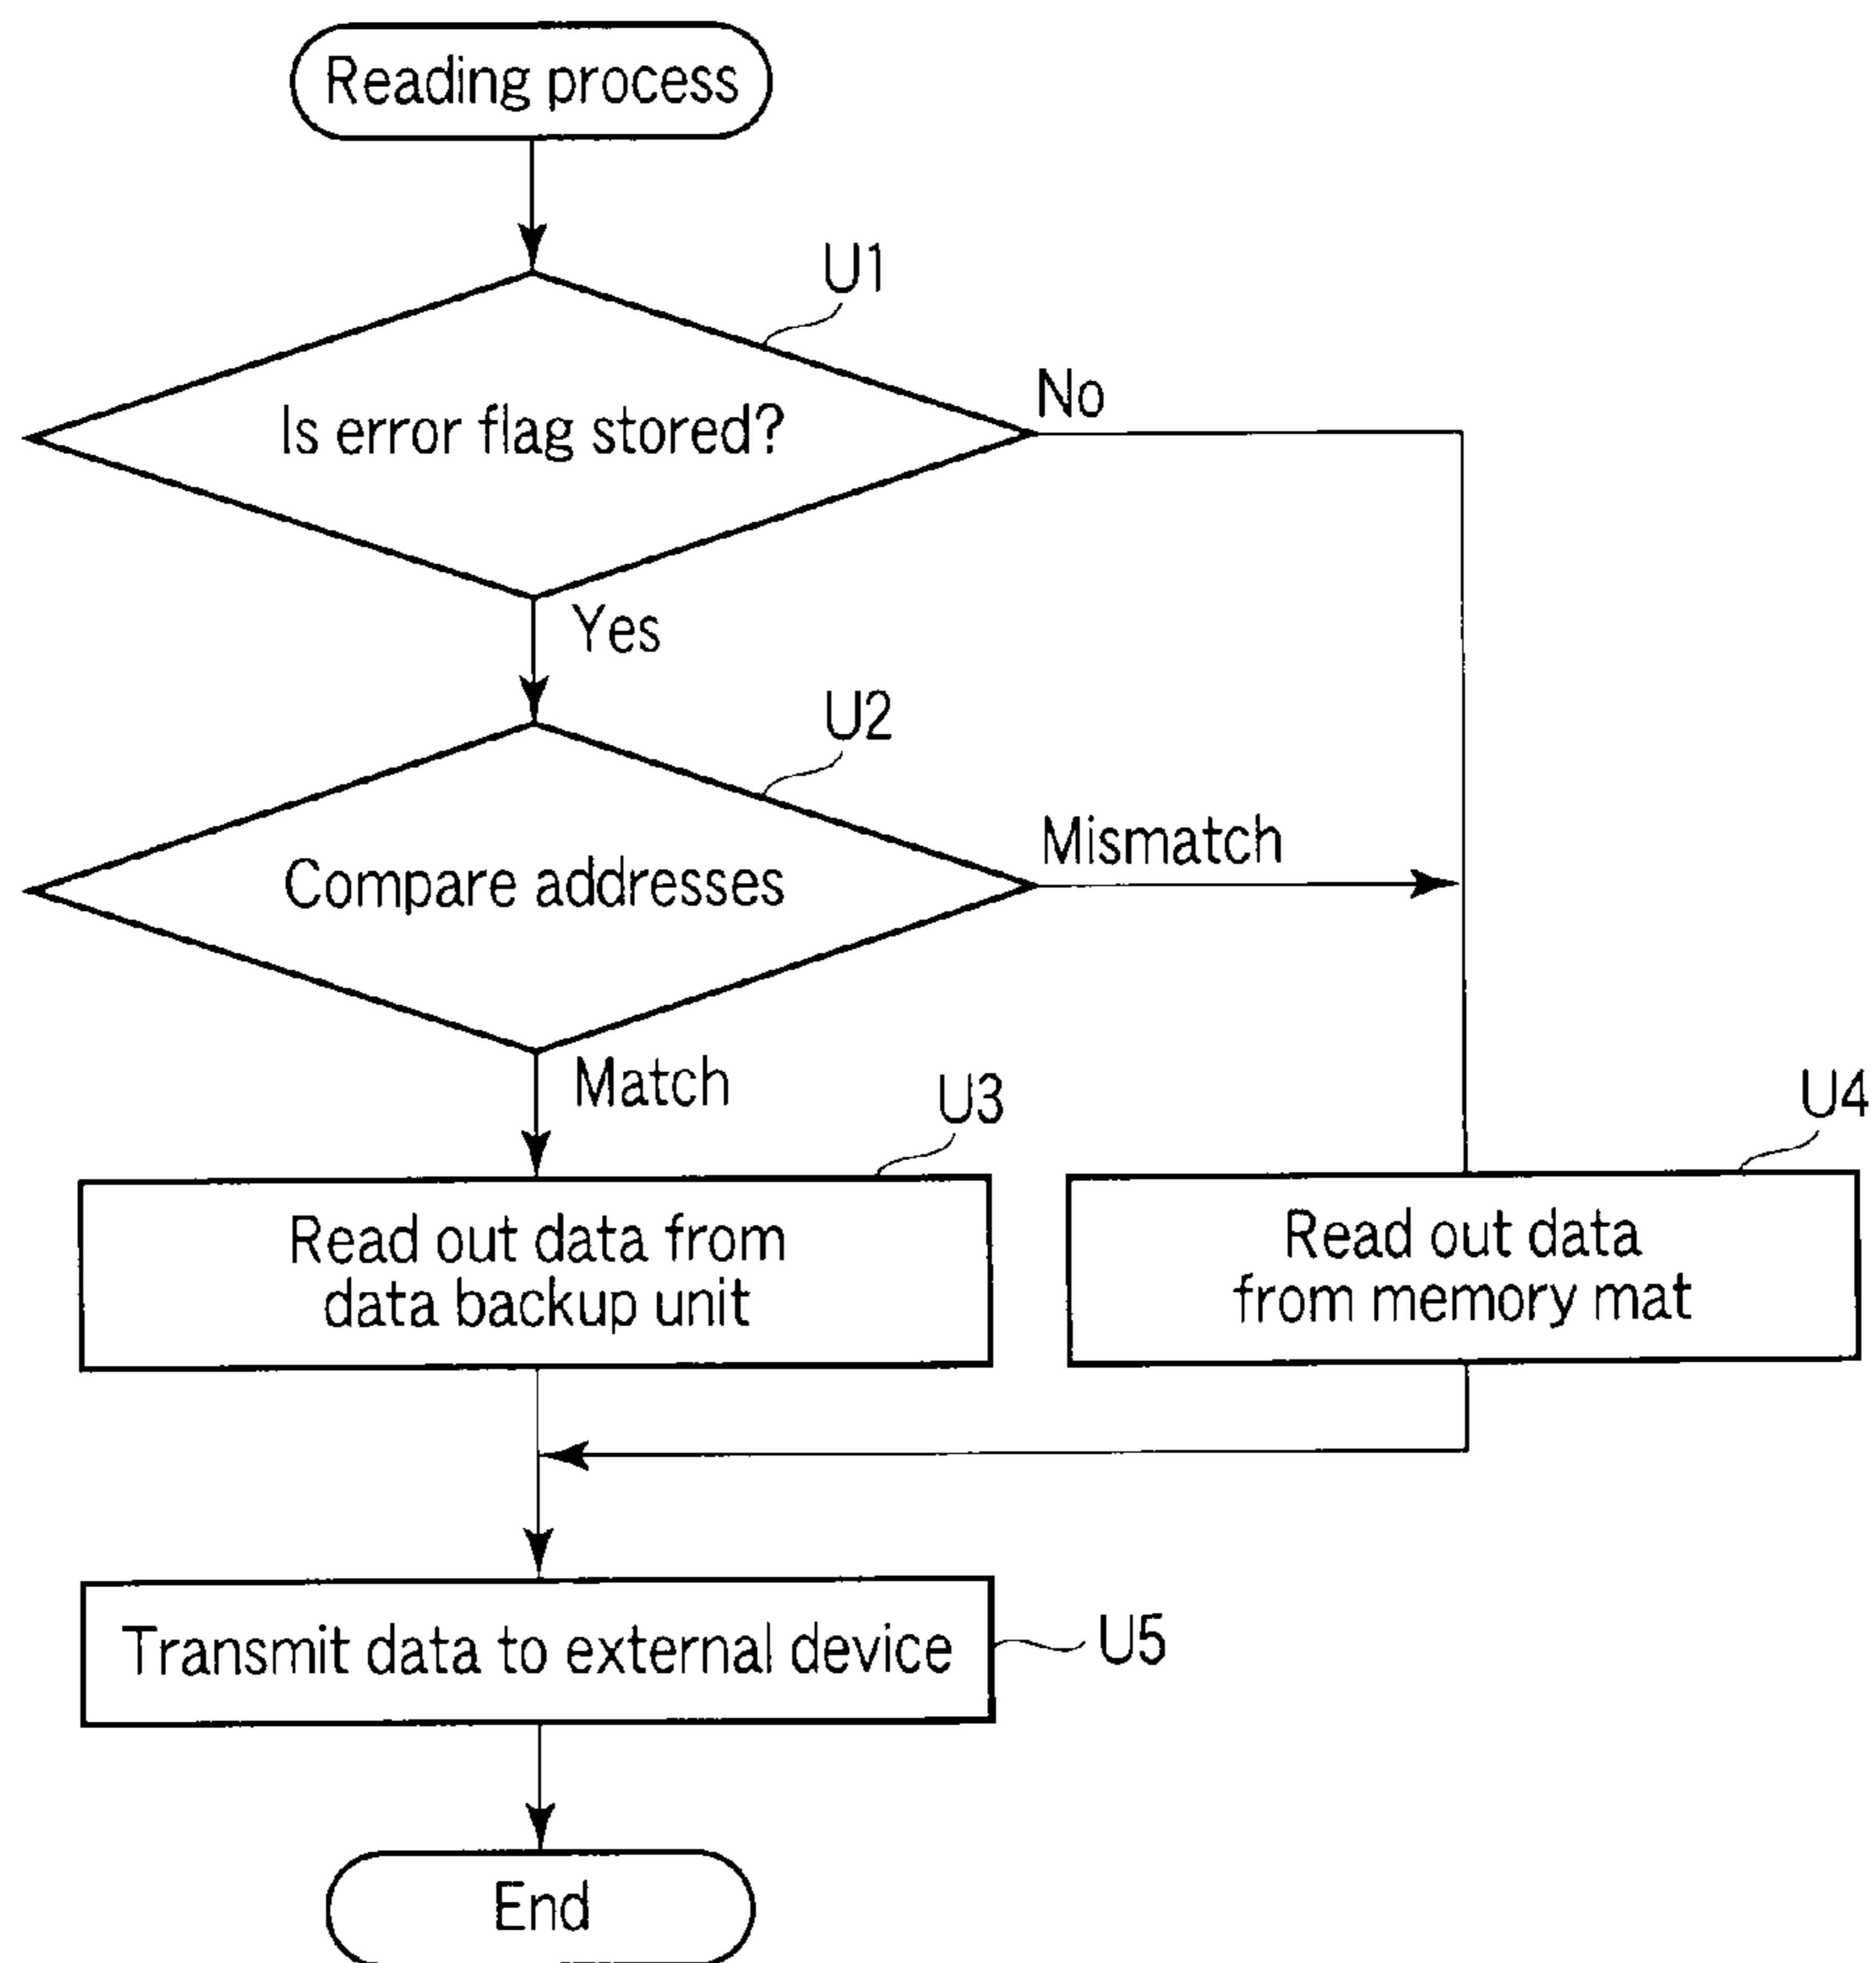 Reading process
U1
Is error flag stored?
No
Yes
U2
Compare addresses
Mismatch
Match
U3
U4
Read out data from
data backup unit
Read out data
from memory mat
Transmit data to external device
U5
End